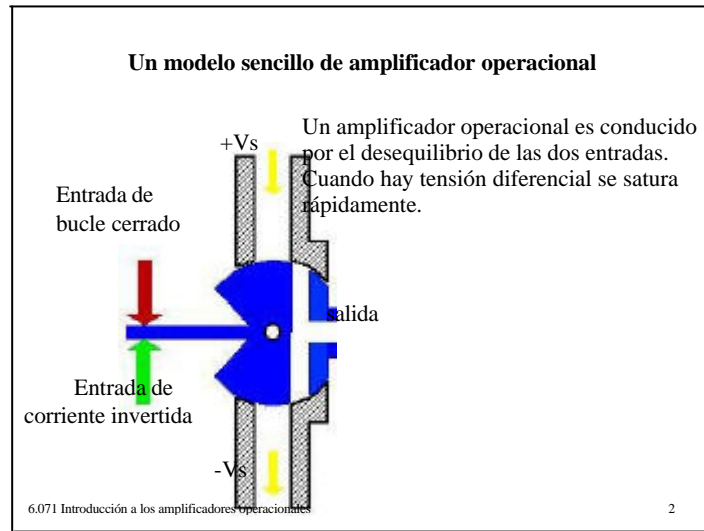 Un modelo sencillo de amplificador operacional
Un amplificador operacional es conducido
por el desequilibrio de las dos entradas.
Cuando hay tensión diferencial se satura
rápidamente.
+Vs
Entrada de
bucle cerrado
salida
Entrada de
corriente invertida
-Vs
6.071 Introducción a los amplificadores operacionales
2